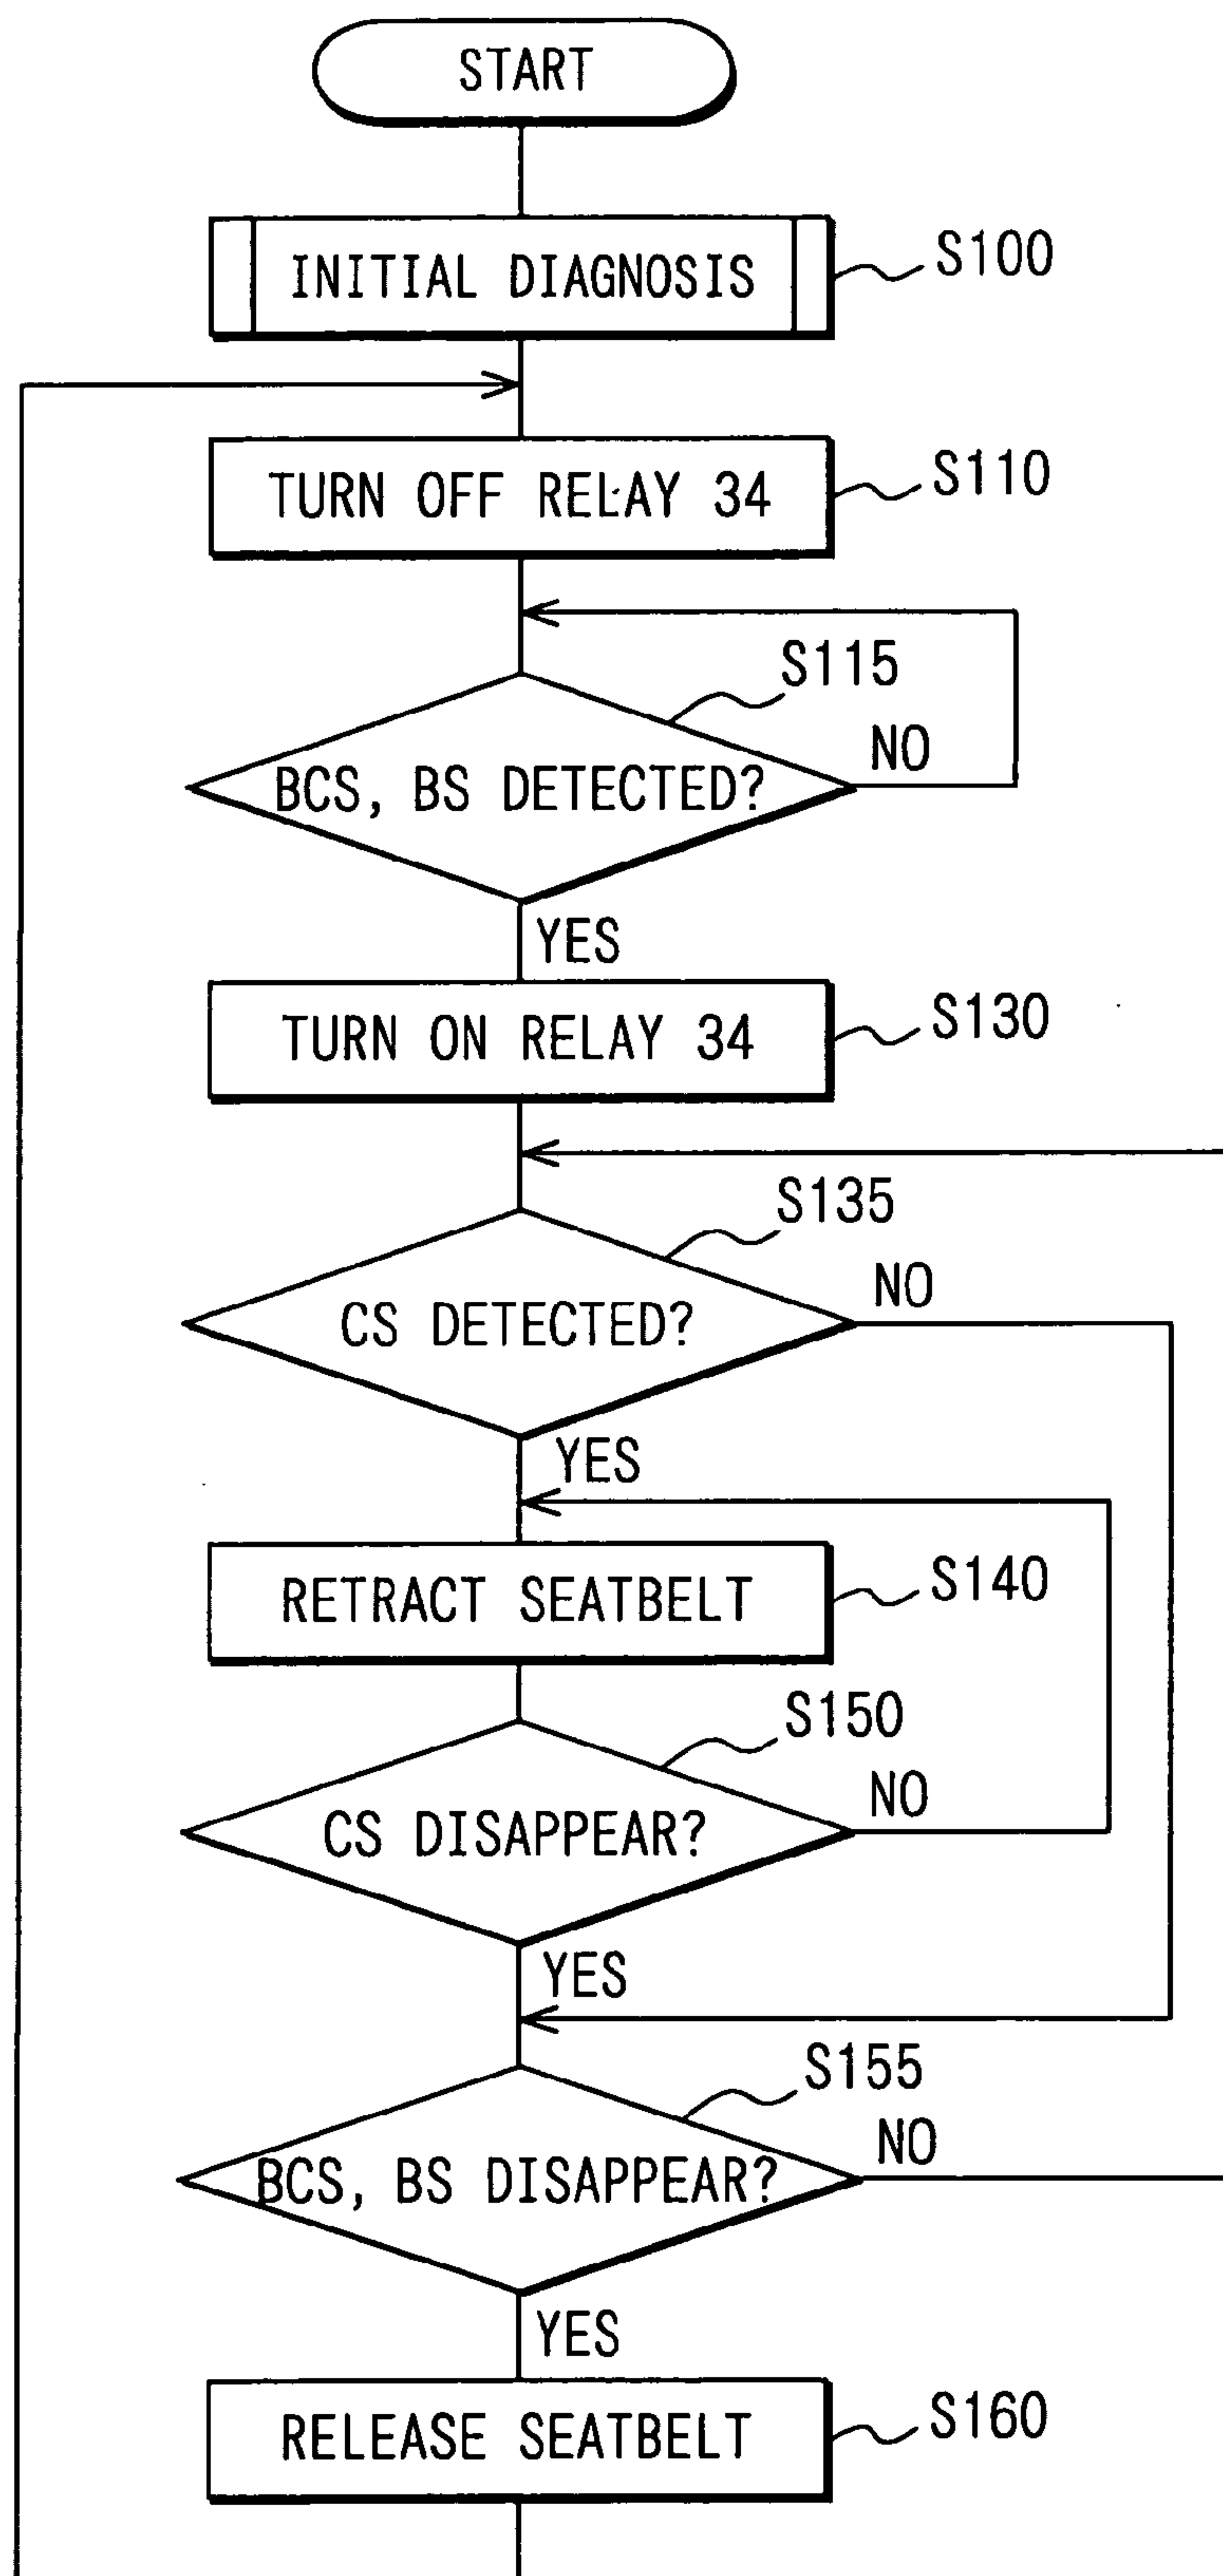 START
INITIAL DIAGNOSIS
S100
TURN OFF RELAY 34
S110
S115
BCS, BS DETECTED?
NO
YES
TURN ON RELAY 34
S130
S135
CS DETECTED?
NO
YES
RETRACT SEATBELT
S140
S150
CS DISAPPEAR?
NO
YES
S155
BCS, BS DISAPPEAR?
NO
YES
RELEASE SEATBELT
S160